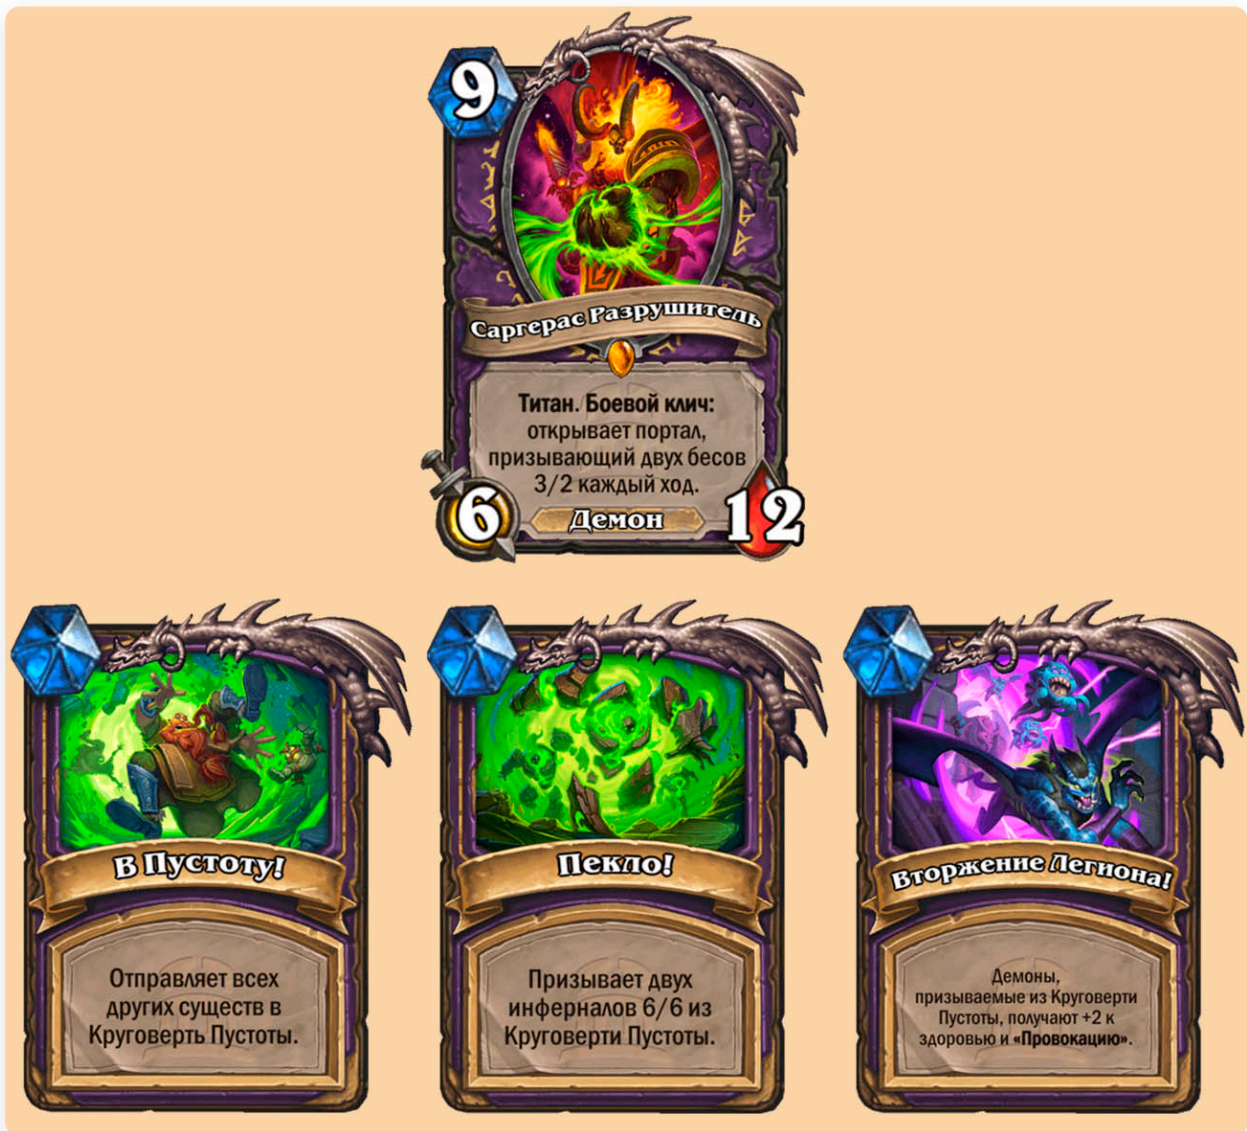 9
Саргерас Разрушитель
Титан. Боевой клич:
открывает портал,
призывающий двух бесов
3/2 каждый ход.
6
Демон
12
В Пустоту!
Отправляет всех
других существ в
Круговерть Пустоты.
Пекло!
Призывает двух
инферналов 6/6 из
Круговерти Пустоты.
Вторжение Легиона!
Демоны,
призываемые из Круговерти
Пустоты, получают +2 к
здоровью и «Провокацию».